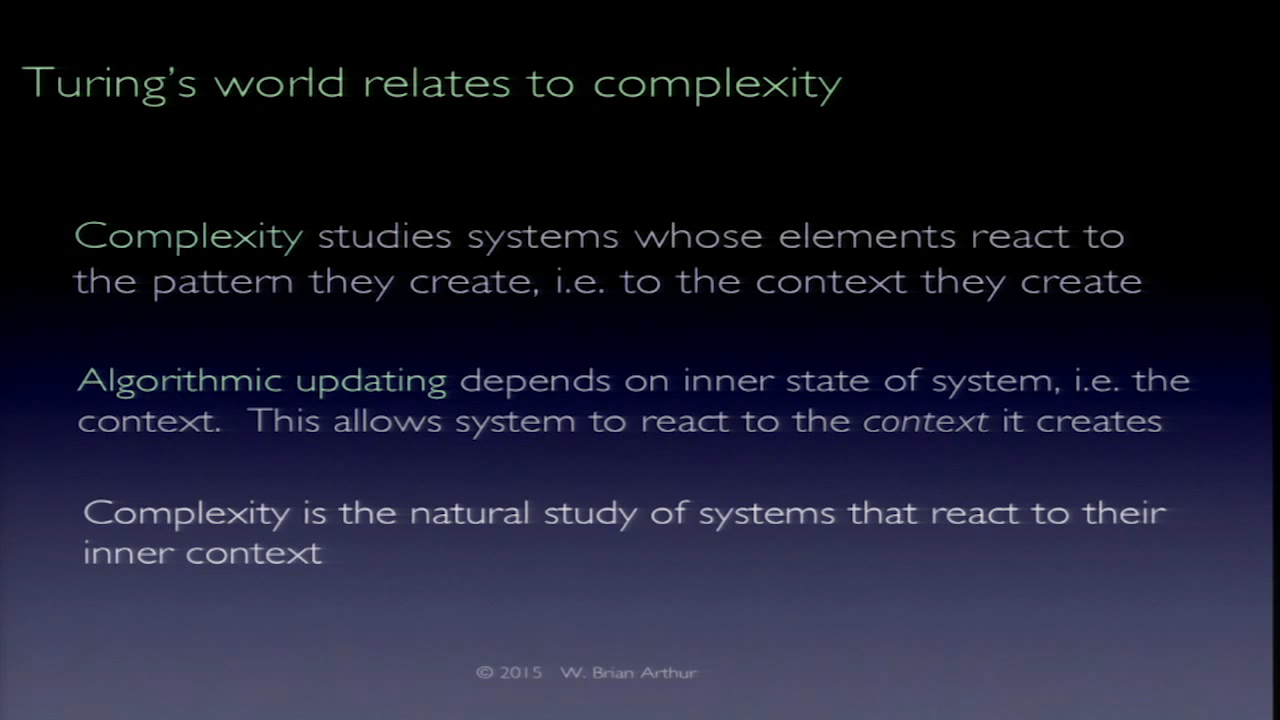 Turing's world relates to complexity
Complexity studies systems whose elements react to
the pattern they create, i.e. to the context they create
Algorithmic updating depends on inner state of system, i.e. the
context. This allows system to react to the context it creates
Complexity is the natural study of systems that react to their
inner context
© 2015 W. Brian Arthur